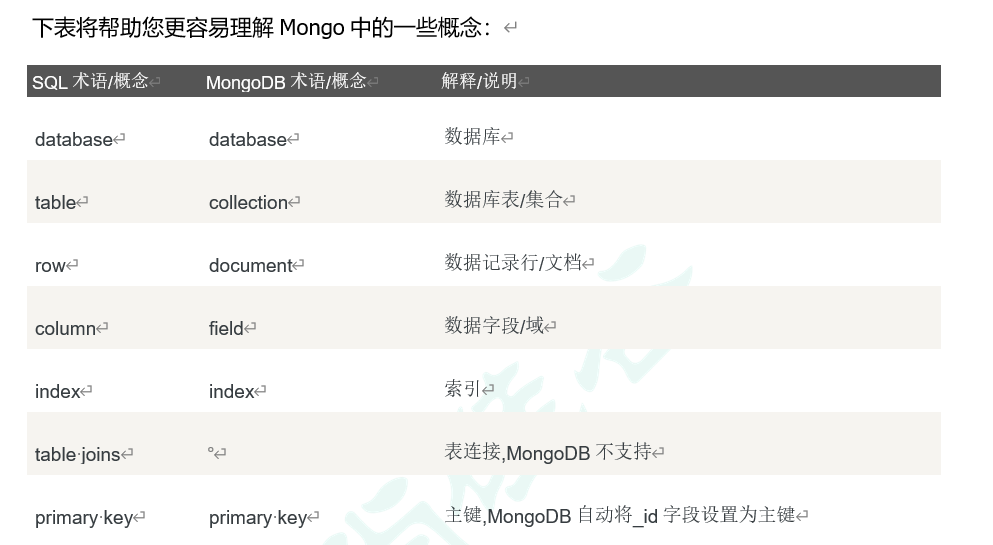 下表将帮助您更容易理解 Mongo 中的一些概念：
SQL 术语/概念 MongoDB 术语/概念 解释/说明
database database 数据库
table collection 数据库表/集合
row document 数据记录行/文档
column field 数据字段/域
index index 索引
table joins 表连接,MongoDB 不支持
primary key primary key 主键,MongoDB 自动将_id 字段设置为主键